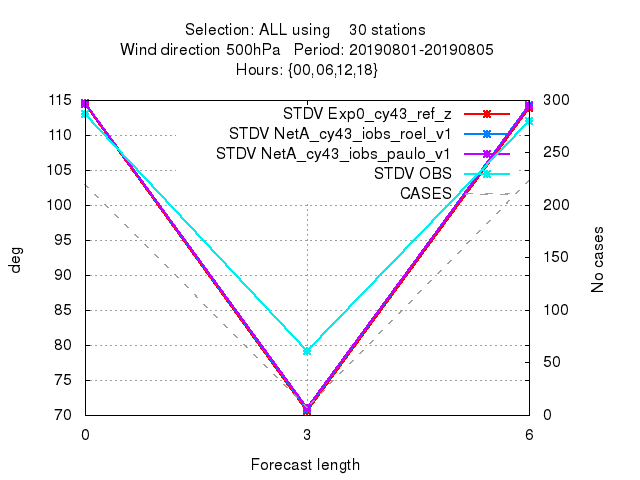 Selection: ALL using    30 stations
Wind direction 500hPa   Period: 20190801-20190805
Hours: {00,06,12,18}
115 300
STDV Exp0_cy43_ref_z
110 STDV NetA_cy43_iobs_roel_v1
STDV NetA_cy43_iobs_paulo_v1 250
105 STDV OBS
CASES
100 200
95
deg 90 150 No cases
85 100
80
75 50
70 0
0 3 6
Forecast length